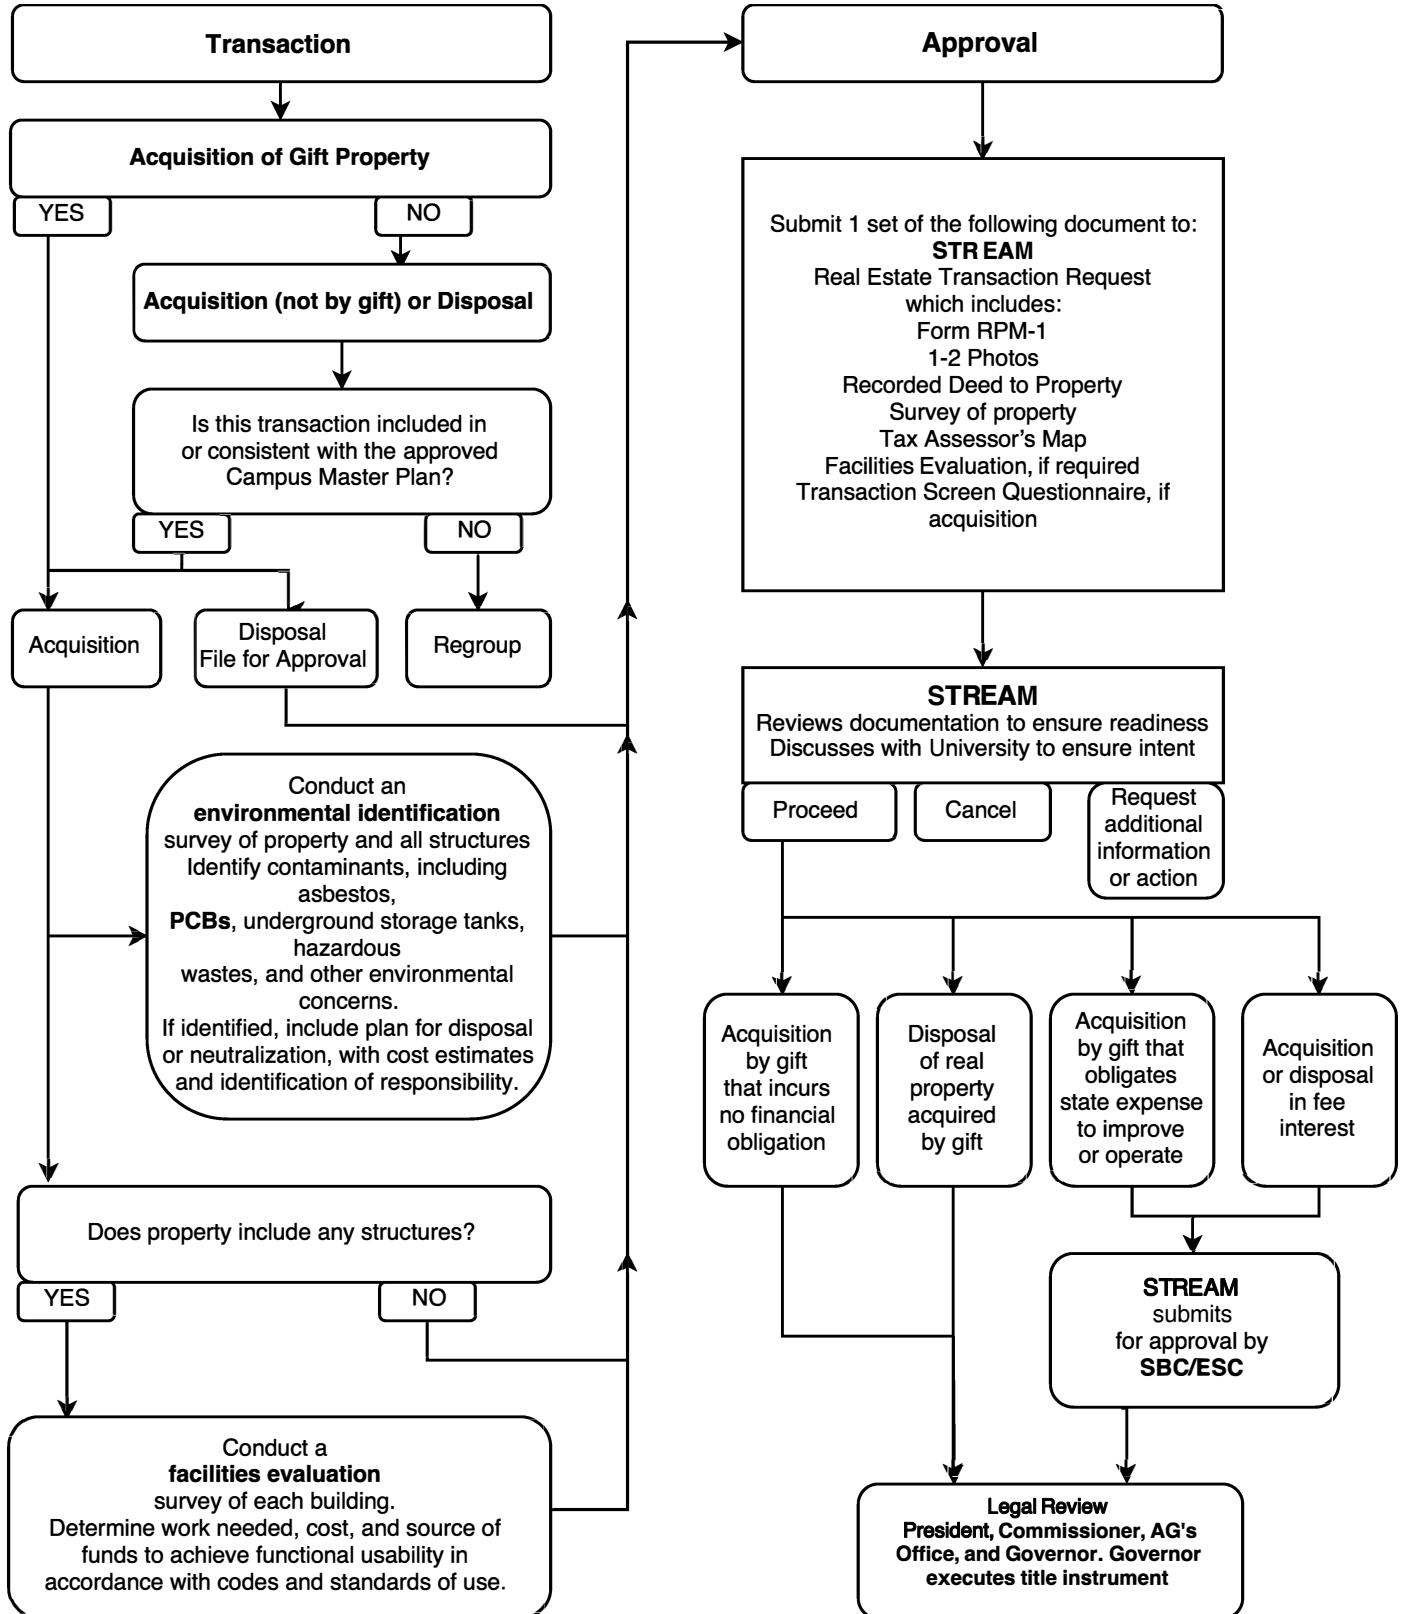 Transaction
Acquisition of Gift Property
YES
NO
Acquisition (not by gift) or Disposal
Is this transaction included in
or consistent with the approved
Campus Master Plan?
YES
NO
Acquisition
Disposal
File for Approval
Regroup
Conduct an
environmental identification
survey of property and all structures
Identify contaminants, including
asbestos,
PCBs, underground storage tanks,
hazardous
wastes, and other environmental
concerns.
If identified, include plan for disposal
or neutralization, with cost estimates
and identification of responsibility.
Does property include any structures?
YES
NO
Conduct a
facilities evaluation
survey of each building.
Determine work needed, cost, and source of
funds to achieve functional usability in
accordance with codes and standards of use.
Approval
Submit 1 set of the following document to:
STREAM
Real Estate Transaction Request
which includes:
Form RPM-1
1-2 Photos
Recorded Deed to Property
Survey of property
Tax Assessor's Map
Facilities Evaluation, if required
Transaction Screen Questionnaire, if
acquisition
STREAM
Reviews documentation to ensure readiness
Discusses with University to ensure intent
Proceed
Cancel
Request
additional
information
or action
Acquisition
by gift
that incurs
no financial
obligation
Disposal
of real
property
acquired
by gift
Acquisition
by gift that
obligates
state expense
to improve
or operate
Acquisition
or disposal
in fee
interest
STREAM
submits
for approval by
SBC/ESC
Legal Review
President, Commissioner, AG's
Office, and Governor. Governor
executes title instrument